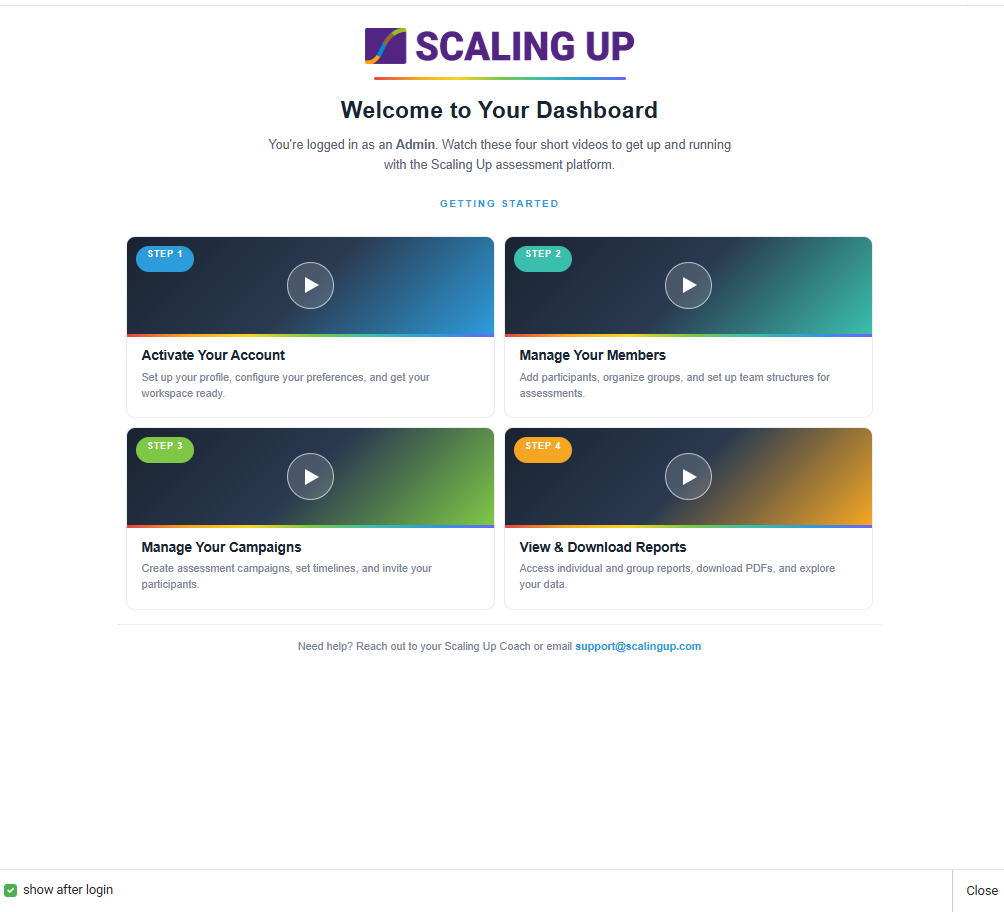 SCALING UP
Welcome to Your Dashboard
You're logged in as an Admin. Watch these four short videos to get up and running
with the Scaling Up assessment platform.
GETTING STARTED
STEP 1
Activate Your Account
Set up your profile, configure your preferences, and get your
workspace ready.
STEP 2
Manage Your Members
Add participants, organize groups, and set up team structures for
assessments.
STEP 3
Manage Your Campaigns
Create assessment campaigns, set timelines, and invite your
participants.
STEP 4
View & Download Reports
Access individual and group reports, download PDFs, and explore
your data.
Need help? Reach out to your Scaling Up Coach or email support@scalingup.com
show after login
Close